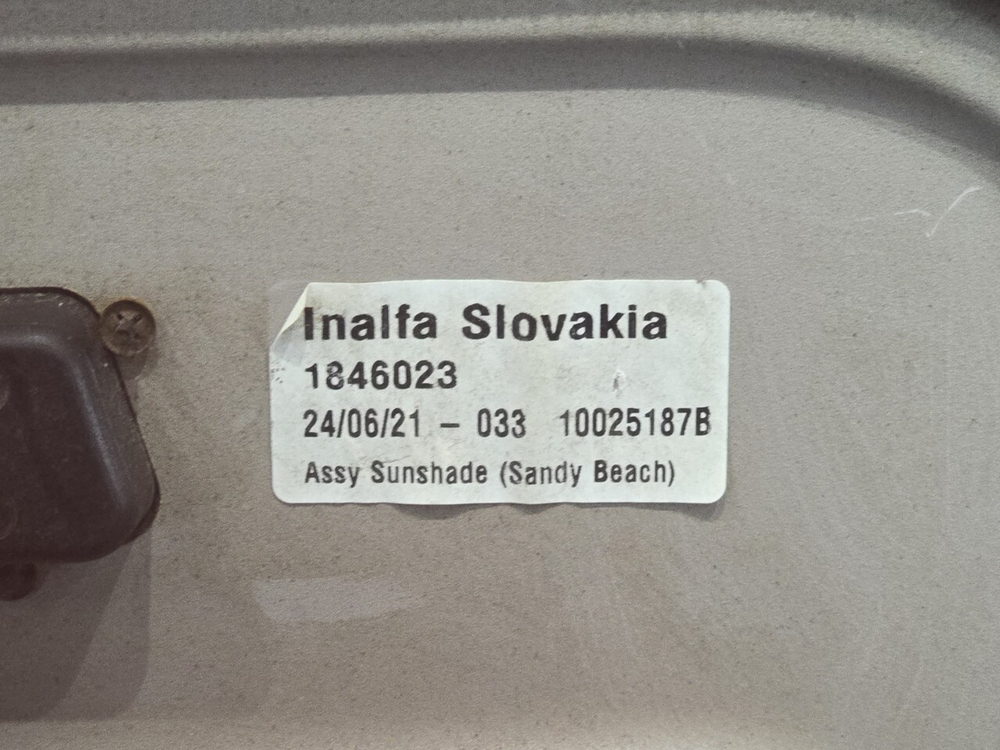 Inalfa Slovakia
1846023
24/06/21 – 033 10025187B
Assy Sunshade (Sandy Beach)